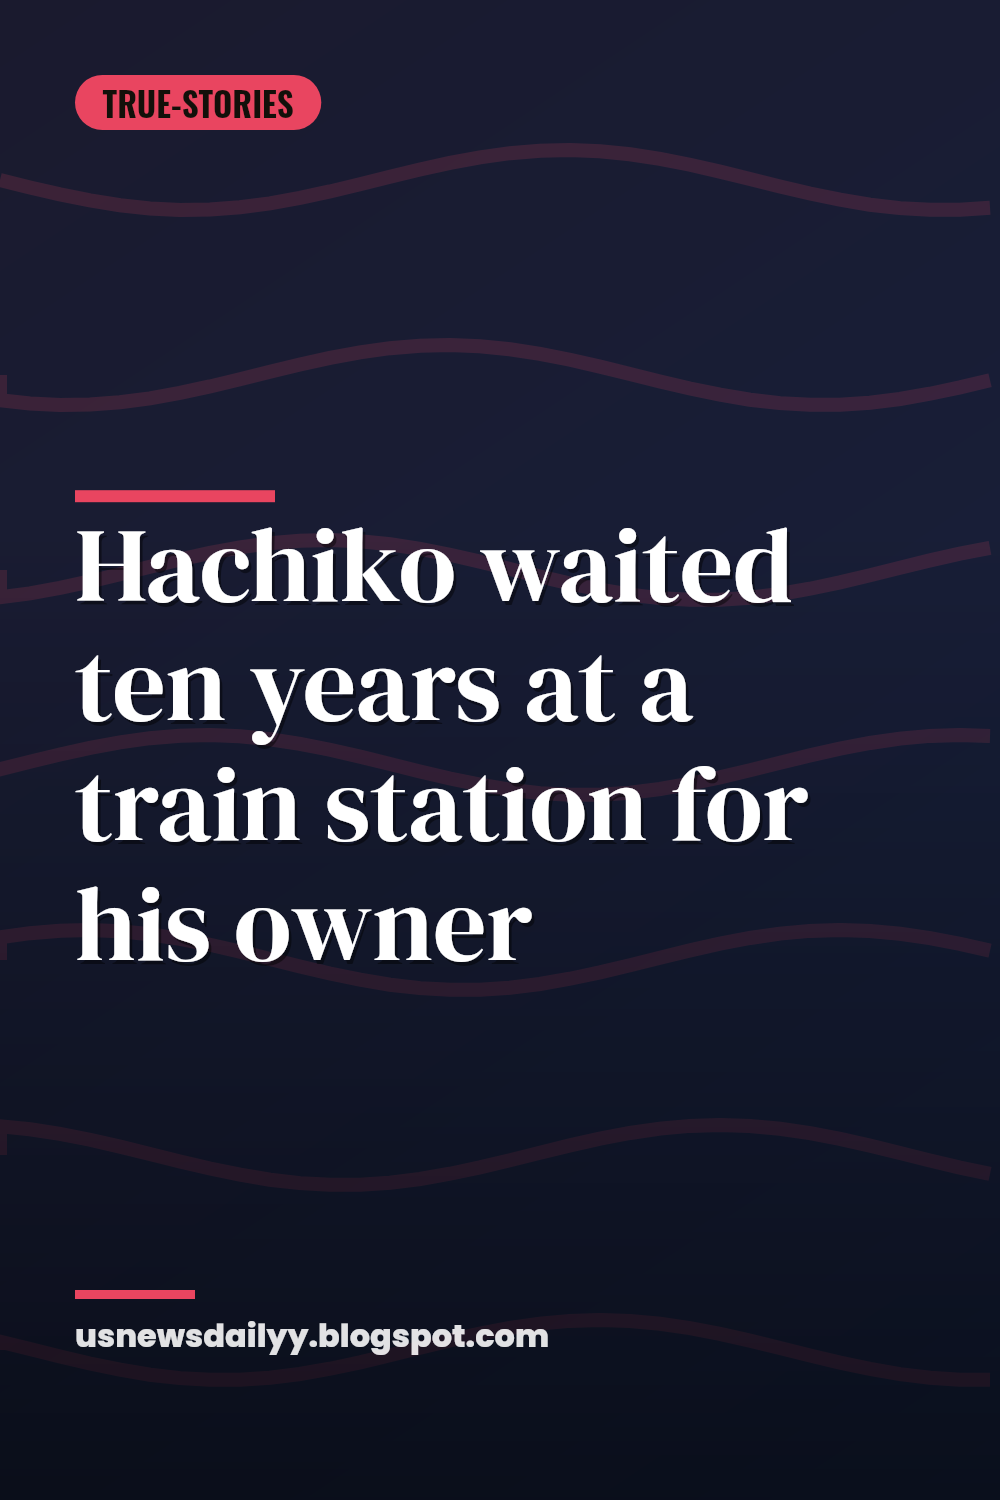 TRUE-STORIES
Hachiko waited
ten years at a
train station for
his owner
usnewsdailyy.blogspot.com